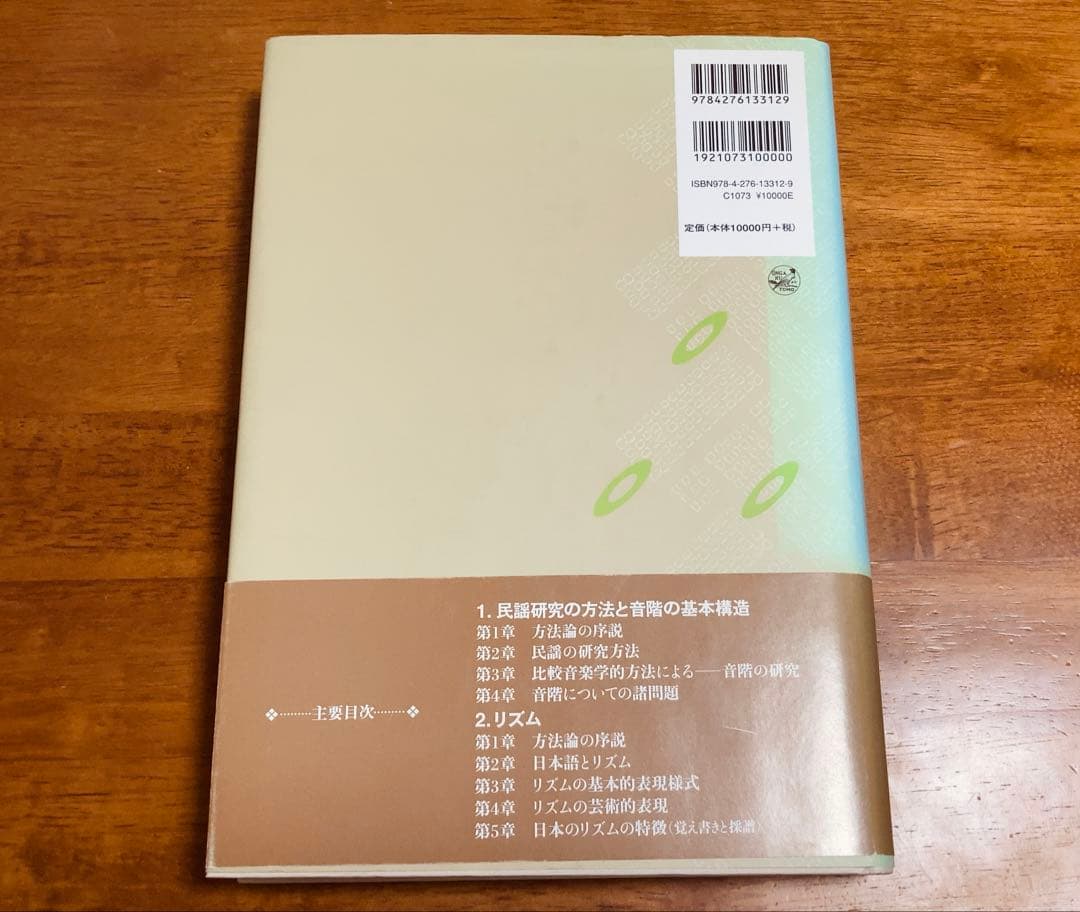 9784276133129
1921073100000
ISBN978-4-276-13312-9
C1073 ¥10000E
定価(本体10000円+税)
ONGA
KU
TOMO
❖………主要目次………❖
1. 民謡研究の方法と音階の基本構造
第1章 方法論の序説
第2章 民謡の研究方法
第3章 比較音楽学的方法による――音階の研究
第4章 音階についての諸問題
2. リズム
第1章 方法論の序説
第2章 日本語とリズム
第3章 リズムの基本的表現様式
第4章 リズムの芸術的表現
第5章 日本のリズムの特徴(覚え書きと採譜)